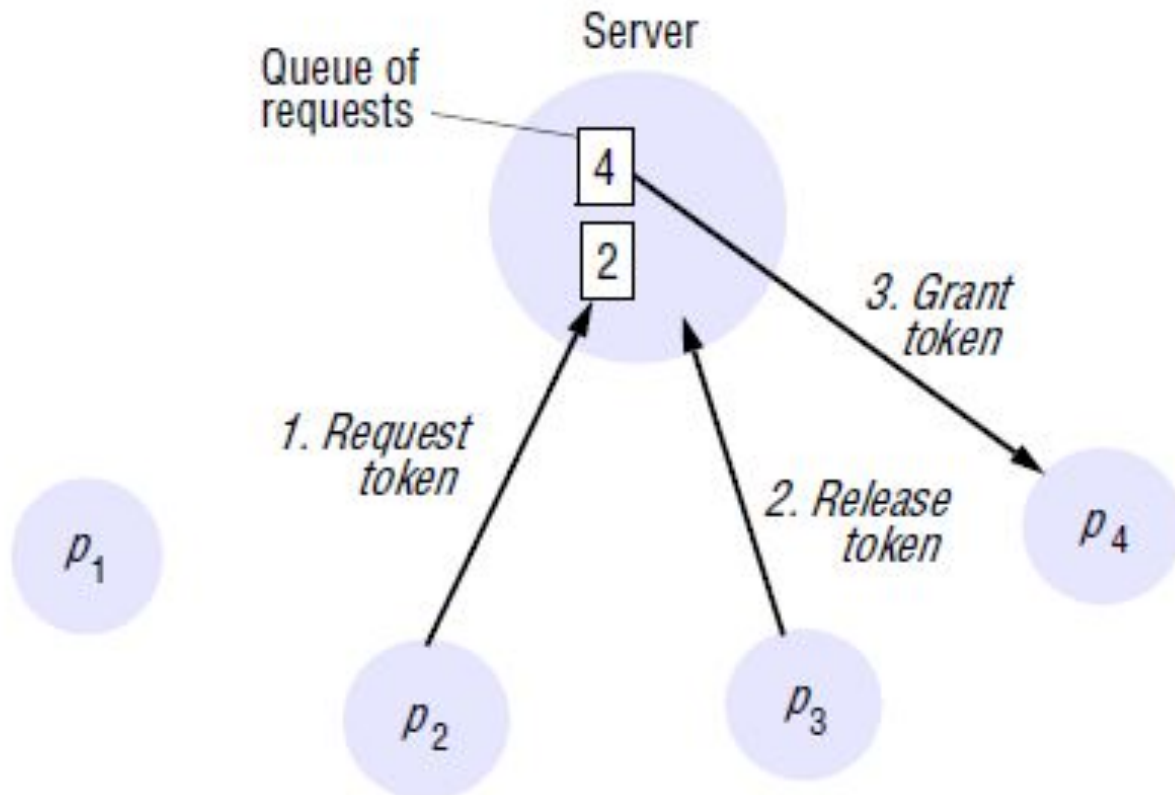 Server
Queue of
requests
4
2
3. Grant
token
1. Request
token
2. Release
token
p1
p2
p3
p4